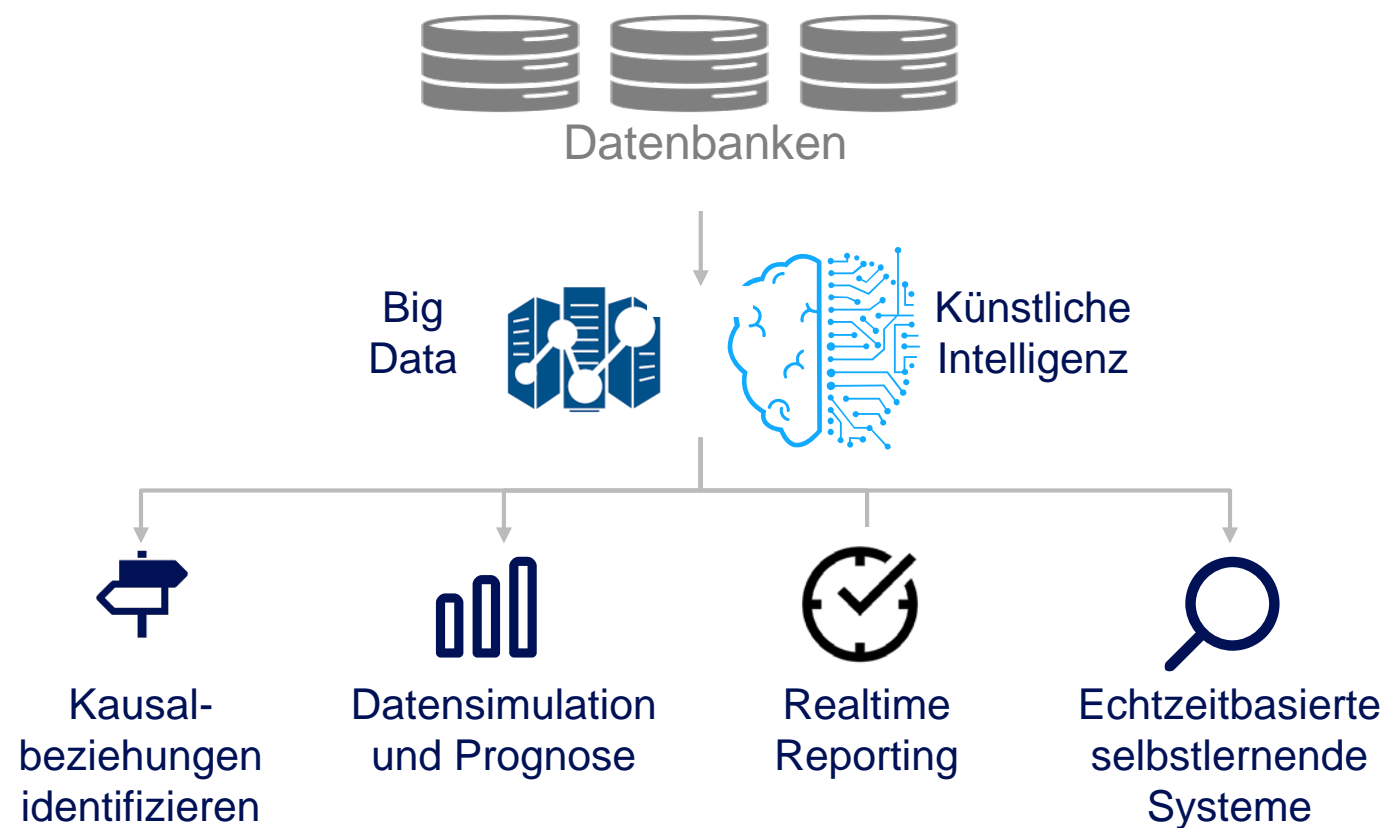 Datenbanken
Big
Data
Künstliche
Intelligenz
Kausal-
beziehungen
identifizieren
Datensimulation
und Prognose
Realtime
Reporting
Echtzeitbasierte
selbstlernende
Systeme